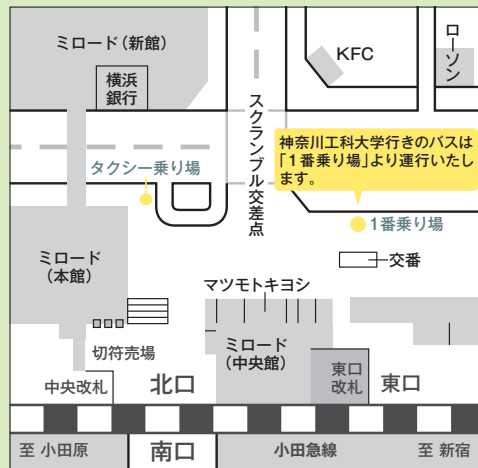 ミロード(新館)
横浜
銀行
KFC
ローソン
スクランブル交差点
神奈川工科大学行きのバスは
「1番乗り場」より運行いたし
ます。
タクシー乗り場
1番乗り場
ミロード
(本館)
交番
マツモトキヨシ
ミロード
(中央館)
切符売場
中央改札
北口
東口
改札
東口
至 小田原
南口
小田急線
至 新宿